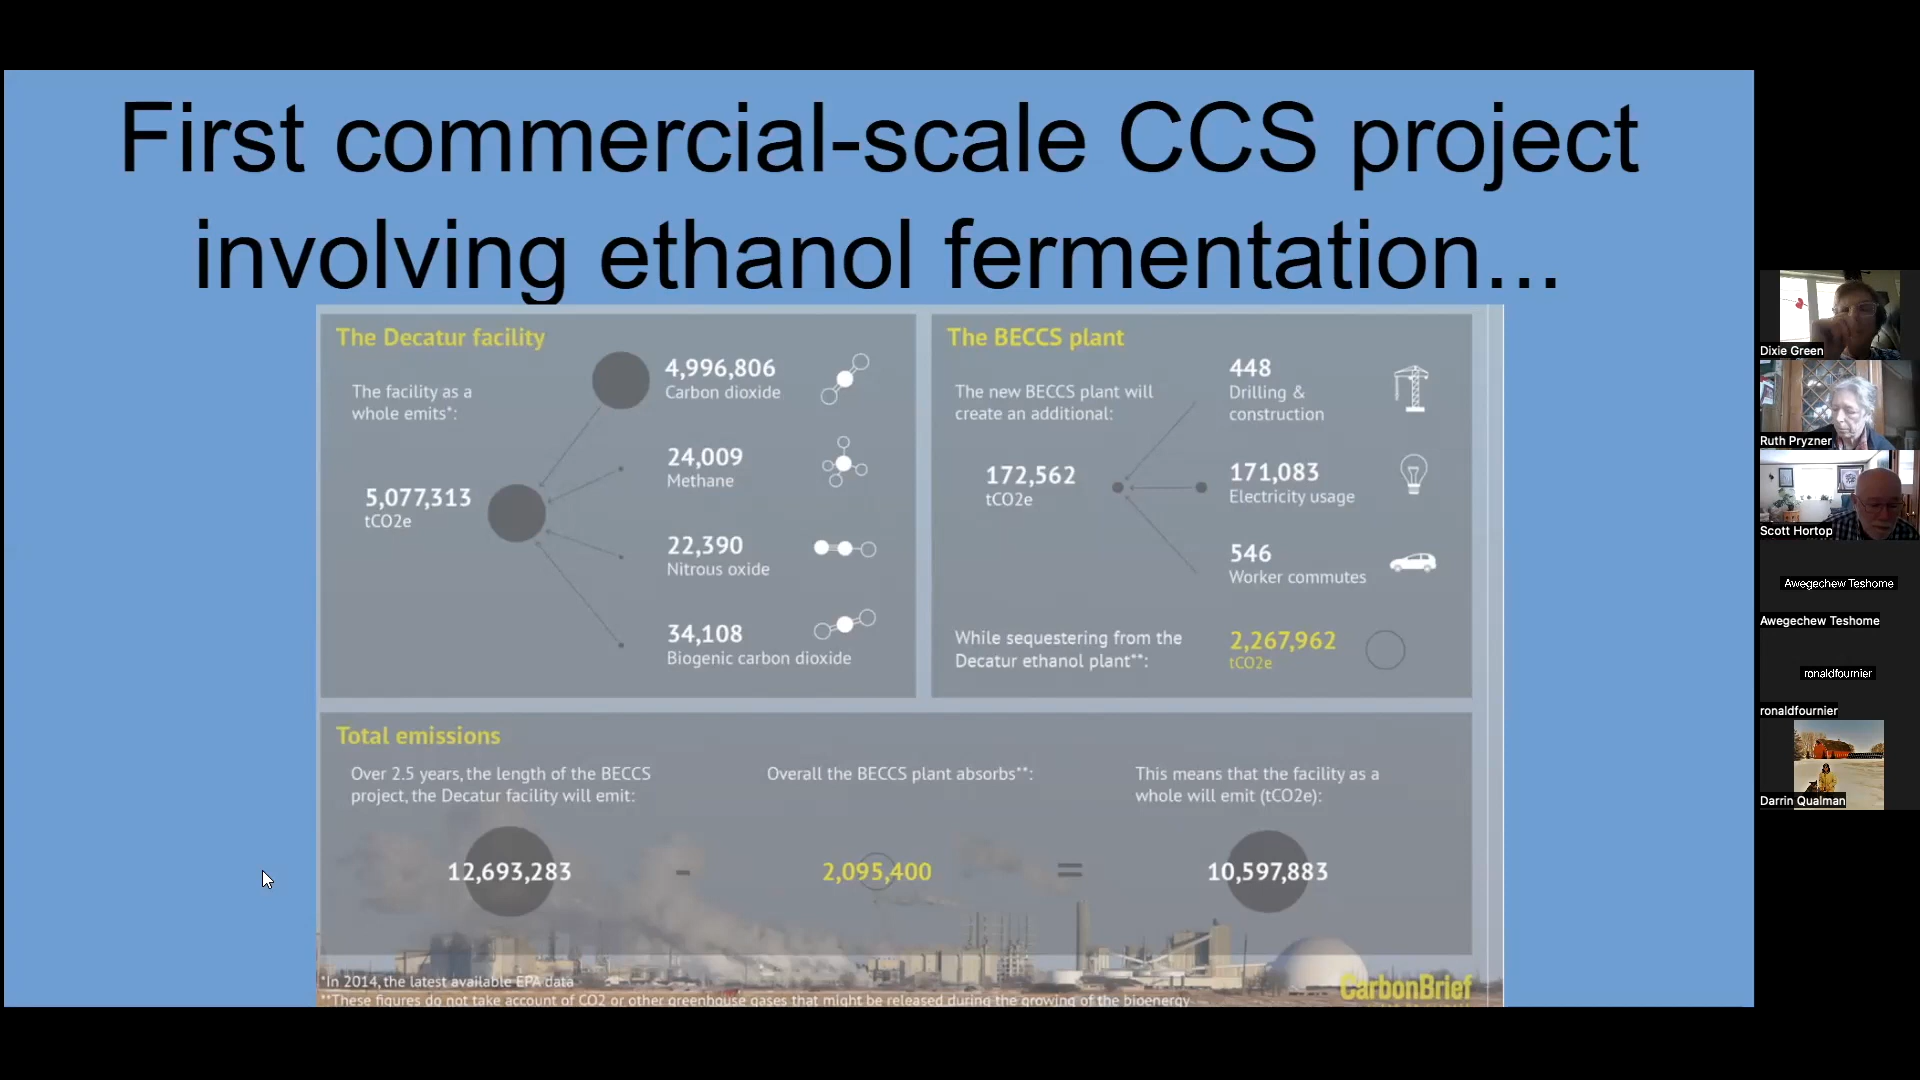 First commercial-scale CCS project
involving ethanol fermentation...
The Decatur facility
The facility as a
whole emits*:
5,077,313
tCO2e
4,996,806
Carbon dioxide
24,009
Methane
22,390
Nitrous oxide
34,108
Biogenic carbon dioxide
The BECCS plant
The new BECCS plant will
create an additional:
172,562
tCO2e
448
Drilling &
construction
171,083
Electricity usage
546
Worker commutes
While sequestering from the
Decatur ethanol plant**:
2,267,962
tCO2e
Total emissions
Over 2.5 years, the length of the BECCS
project, the Decatur facility will emit:
12,693,283
-
Overall the BECCS plant absorbs**:
2,095,400
=
This means that the facility as a
whole will emit (tCO2e):
10,597,883
*In 2014, the latest available EPA data
**These figures do not take account of CO2 or other greenhouse gases that might be released during the growing of the bioenergy
CarbonBrief
Dixie Green
Ruth Pryzner
Scott Hortop
Awegechew Teshome
Awegechew Teshome
ronaldfournier
ronaldfournier
Darrin Qualman